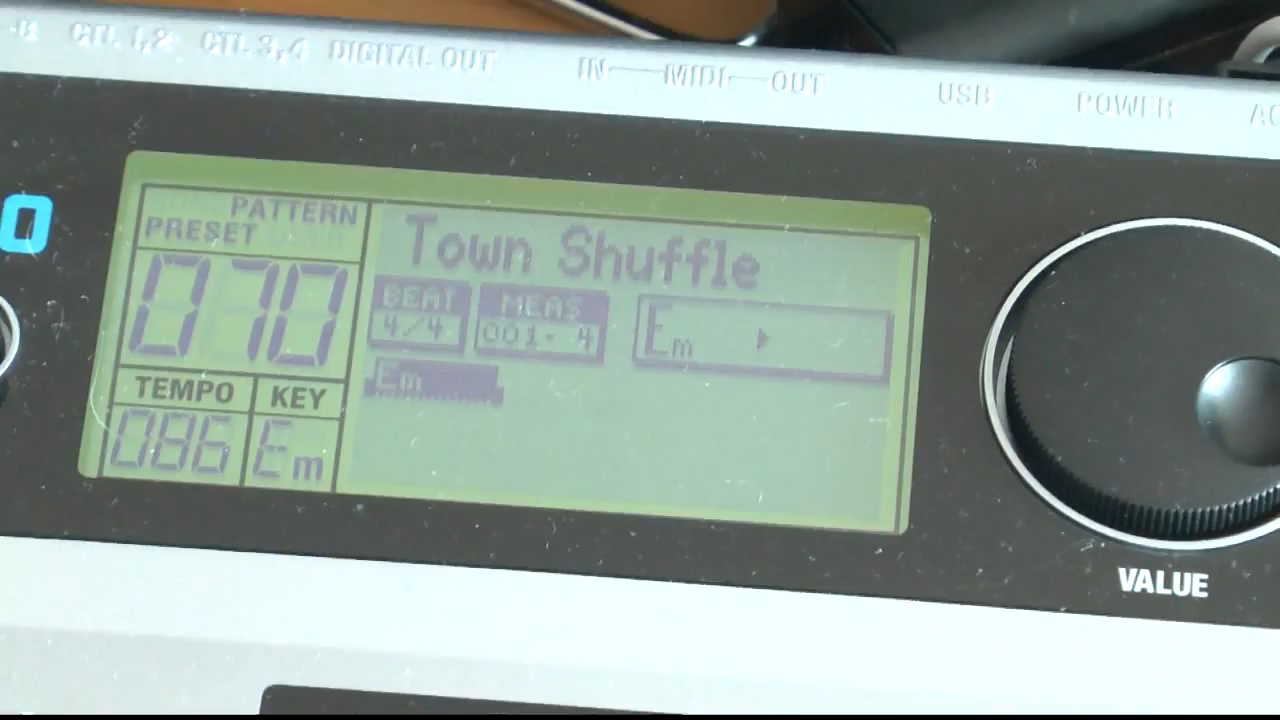 CTL 1,2 CTL 3,4 DIGITAL OUT IN MIDI OUT USB POWER
0
PATTERN
PRESET
070
TEMPO KEY
086 Em
Town Shuffle
BEAT MEAS
4/4 001- 4
Em
Em
VALUE